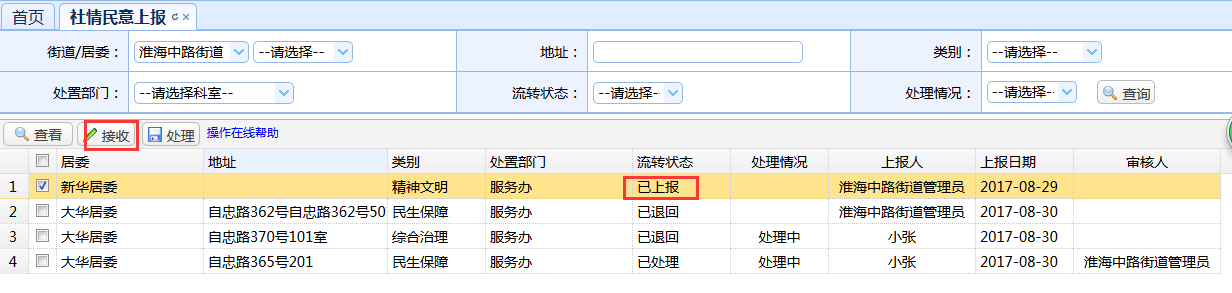 首页 社情民意上报
街道/居委： 淮海中路街道 --请选择-- 地址： 类别： --请选择--
处置部门： --请选择科室-- 流转状态： --请选择-- 处理情况： --请选择-- 查询
查看 接收 处理 操作在线帮助
居委 地址 类别 处置部门 流转状态 处理情况 上报人 上报日期 审核人
1 新华居委 精神文明 服务办 已上报 淮海中路街道管理员 2017-08-29
2 大华居委 自忠路362号自忠路362号50 民生保障 服务办 已退回 淮海中路街道管理员 2017-08-30
3 大华居委 自忠路370号101室 综合治理 服务办 已退回 处理中 小张 2017-08-30
4 大华居委 自忠路365号201 民生保障 服务办 已处理 处理中 小张 2017-08-30 淮海中路街道管理员